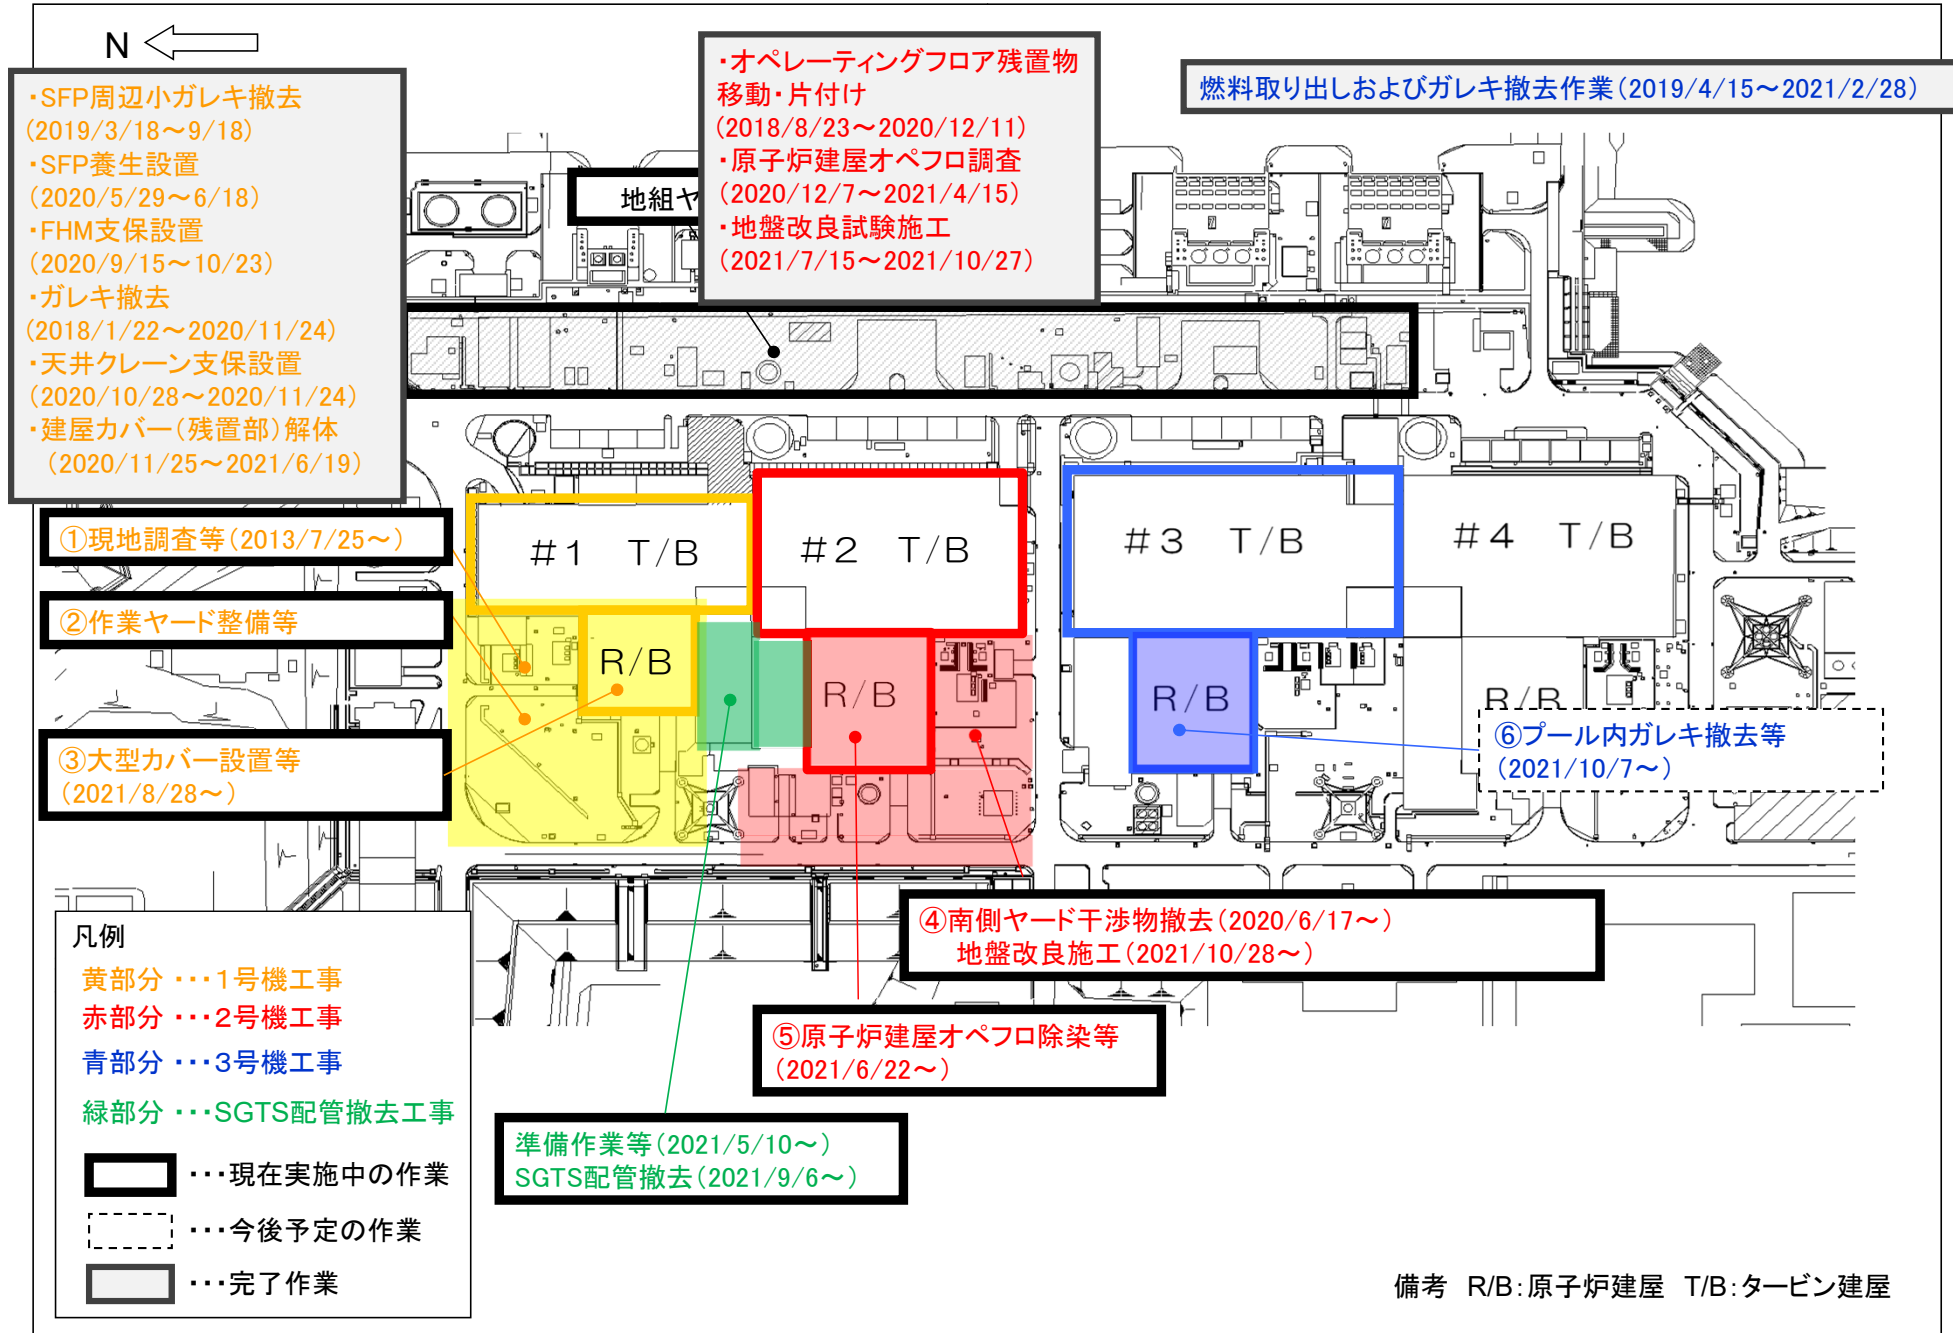 N
・SFP周辺小ガレキ撤去
(2019/3/18～9/18)
・SFP養生設置
(2020/5/29～6/18)
・FHM支保設置
(2020/9/15～10/23)
・ガレキ撤去
(2018/1/22～2020/11/24)
・天井クレーン支保設置
(2020/10/28～2020/11/24)
・建屋カバー(残置部)解体
(2020/11/25～2021/6/19)
地組ヤ
・オペレーティングフロア残置物
移動・片付け
(2018/8/23～2020/12/11)
・原子炉建屋オペフロ調査
(2020/12/7～2021/4/15)
・地盤改良試験施工
(2021/7/15～2021/10/27)
燃料取り出しおよびガレキ撤去作業(2019/4/15～2021/2/28)
①現地調査等(2013/7/25～)
②作業ヤード整備等
③大型カバー設置等
(2021/8/28～)
#1 T/B
#2 T/B
#3 T/B
#4 T/B
R/B
R/B
R/B
R/B
⑥プール内ガレキ撤去等
(2021/10/7～)
④南側ヤード干渉物撤去(2020/6/17～)
地盤改良施工(2021/10/28～)
⑤原子炉建屋オペフロ除染等
(2021/6/22～)
準備作業等(2021/5/10～)
SGTS配管撤去(2021/9/6～)
凡例
黄部分 ・・・1号機工事
赤部分 ・・・2号機工事
青部分 ・・・3号機工事
緑部分 ・・・SGTS配管撤去工事
・・・現在実施中の作業
・・・今後予定の作業
・・・完了作業
備考 R/B:原子炉建屋 T/B:タービン建屋